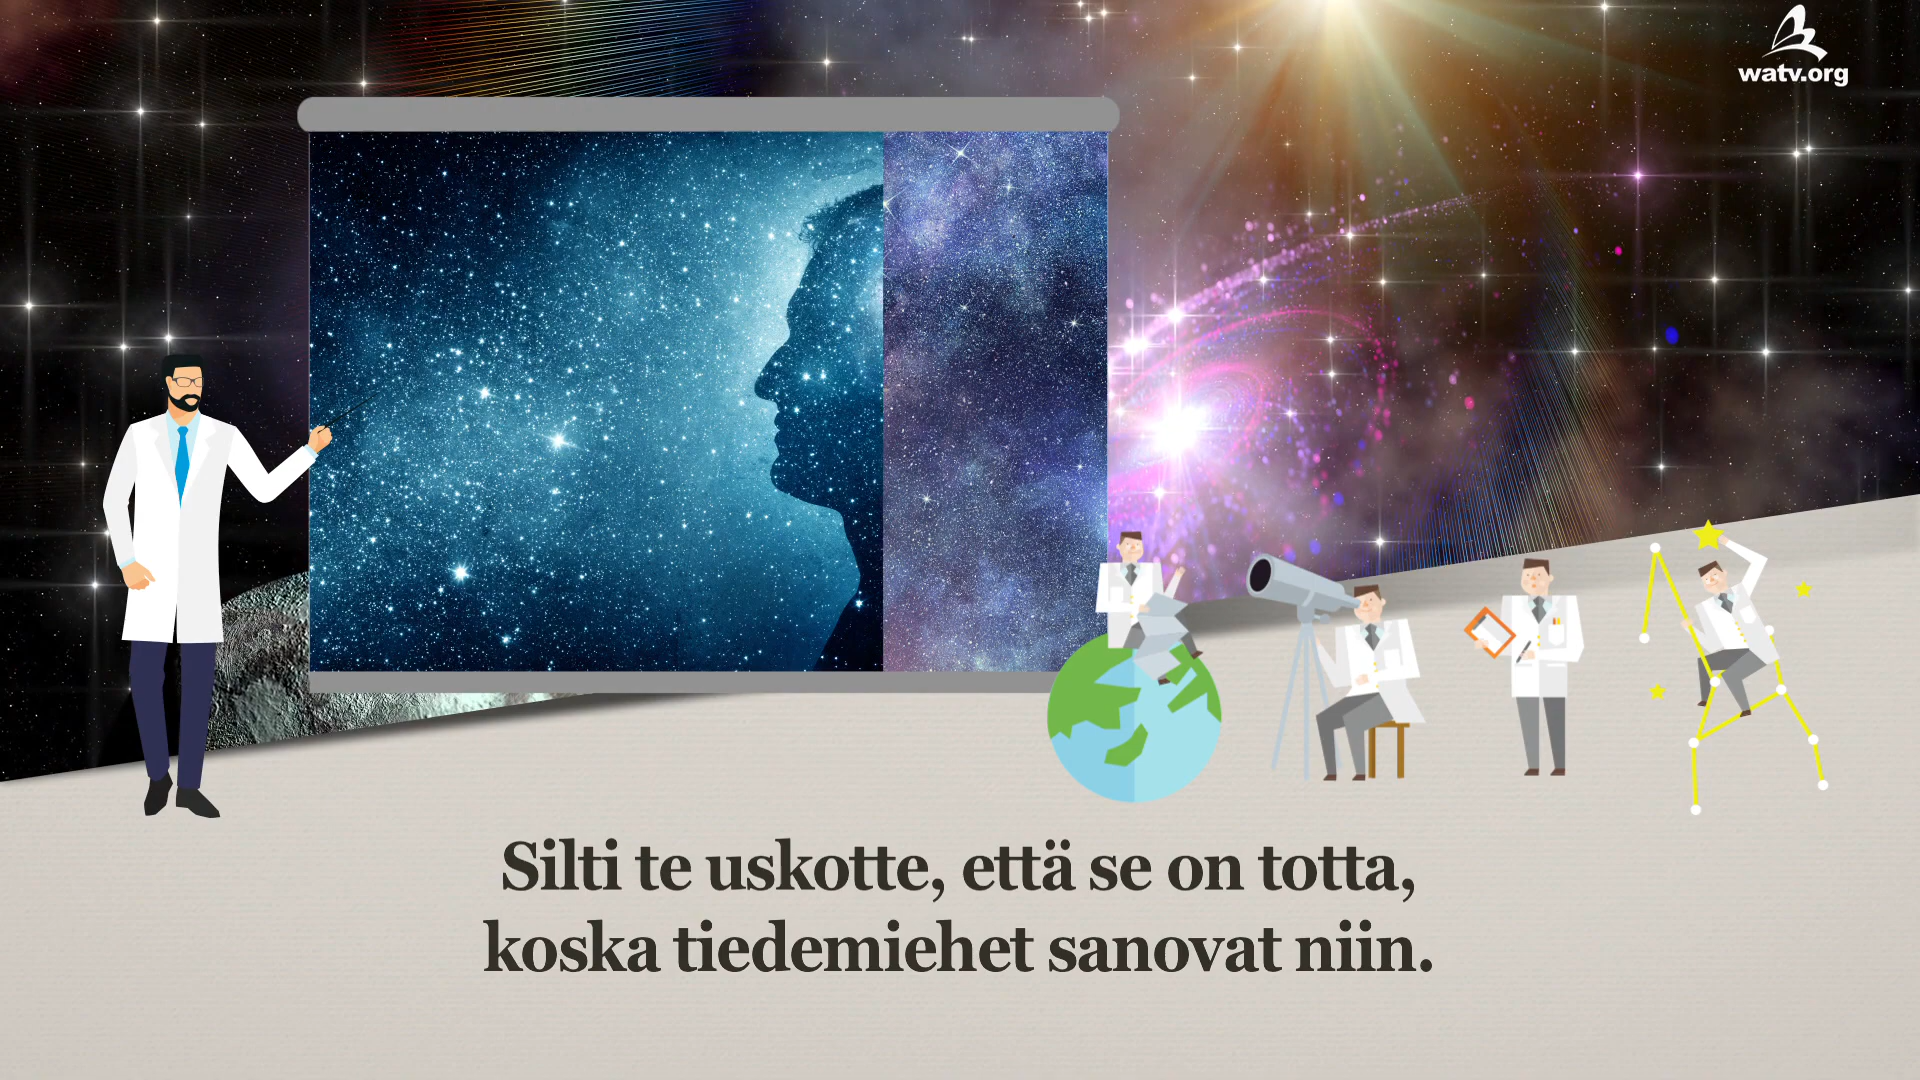 watv.org
Silti te uskotte, että se on totta,
koska tiedemiehet sanovat niin.